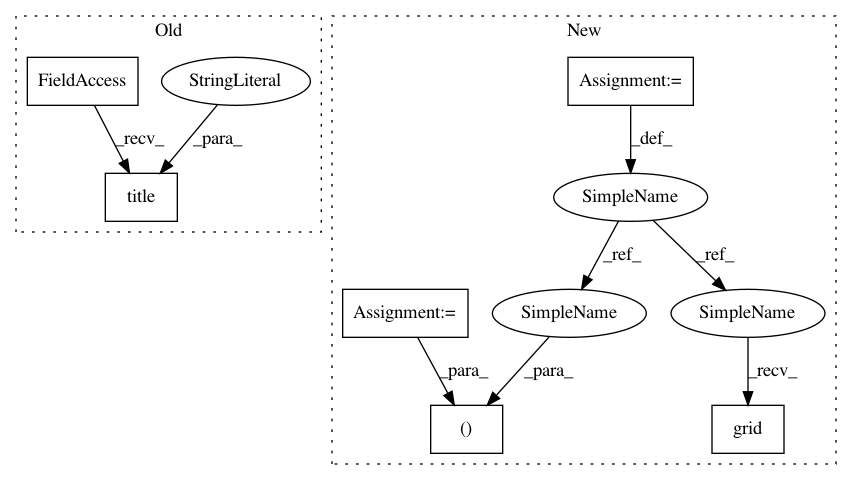 Old
New
FieldAccess
StringLiteral
Assignment:=
_recv_
_para_
_def_
title
SimpleName
_ref_
_ref_
Assignment:=
SimpleName
SimpleName
_para_
_para_
_recv_
()
grid